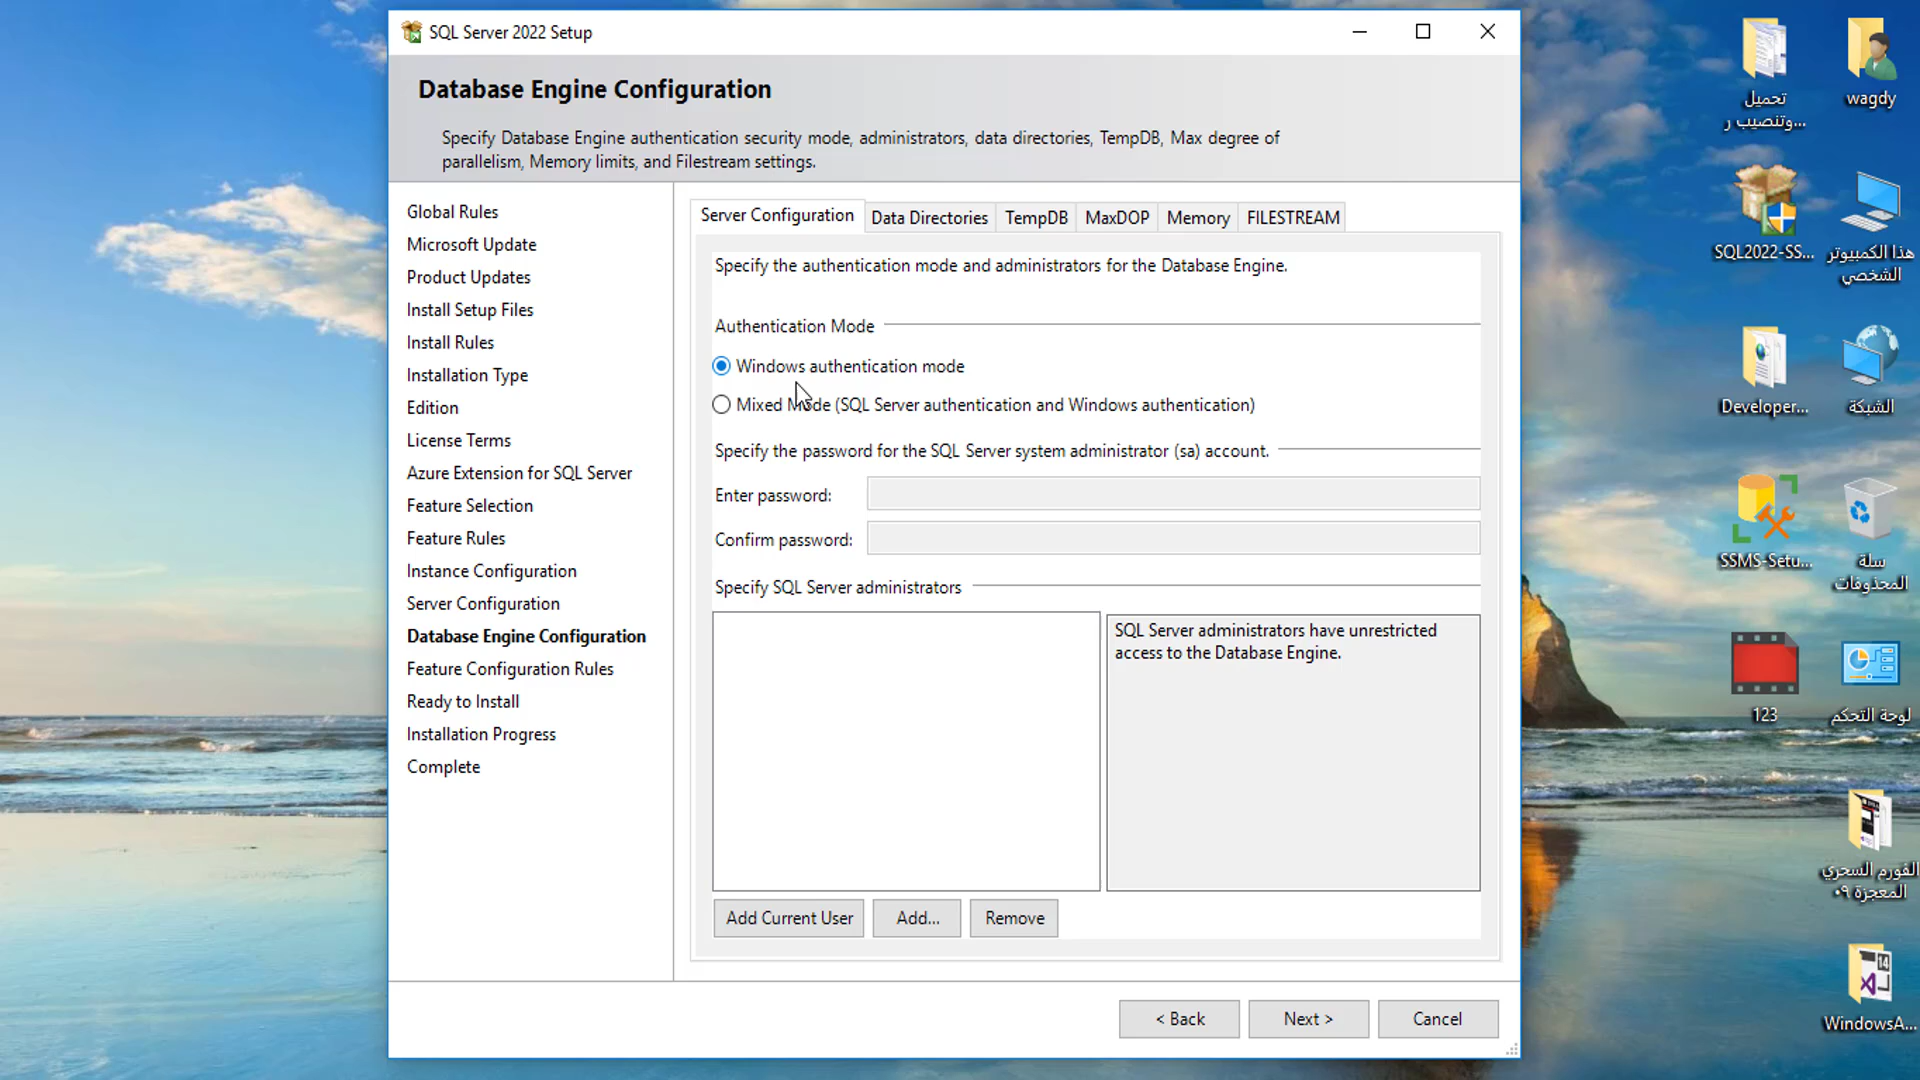 SQL Server 2022 Setup
Database Engine Configuration
Specify Database Engine authentication security mode, administrators, data directories, TempDB, Max degree of
parallelism, Memory limits, and Filestream settings.
Global Rules
Microsoft Update
Product Updates
Install Setup Files
Install Rules
Installation Type
Edition
License Terms
Azure Extension for SQL Server
Feature Selection
Feature Rules
Instance Configuration
Server Configuration
Database Engine Configuration
Feature Configuration Rules
Ready to Install
Installation Progress
Complete
Server Configuration
Data Directories
TempDB
MaxDOP
Memory
FILESTREAM
Specify the authentication mode and administrators for the Database Engine.
Authentication Mode
Windows authentication mode
Mixed Mode (SQL Server authentication and Windows authentication)
Specify the password for the SQL Server system administrator (sa) account.
Enter password:
Confirm password:
Specify SQL Server administrators
SQL Server administrators have unrestricted
access to the Database Engine.
Add Current User
Add...
Remove
< Back
Next >
Cancel
تحميل
وتنصيب ر...
wagdy
SQL2022-SS...
هذا الكمبيوتر
الشخصي
Developer...
الشبكة
SSMS-Setu...
سلة
المحذوفات
123
لوحة التحكم
الفورم السحري
المعجزة ٠٩
14
WindowsA...